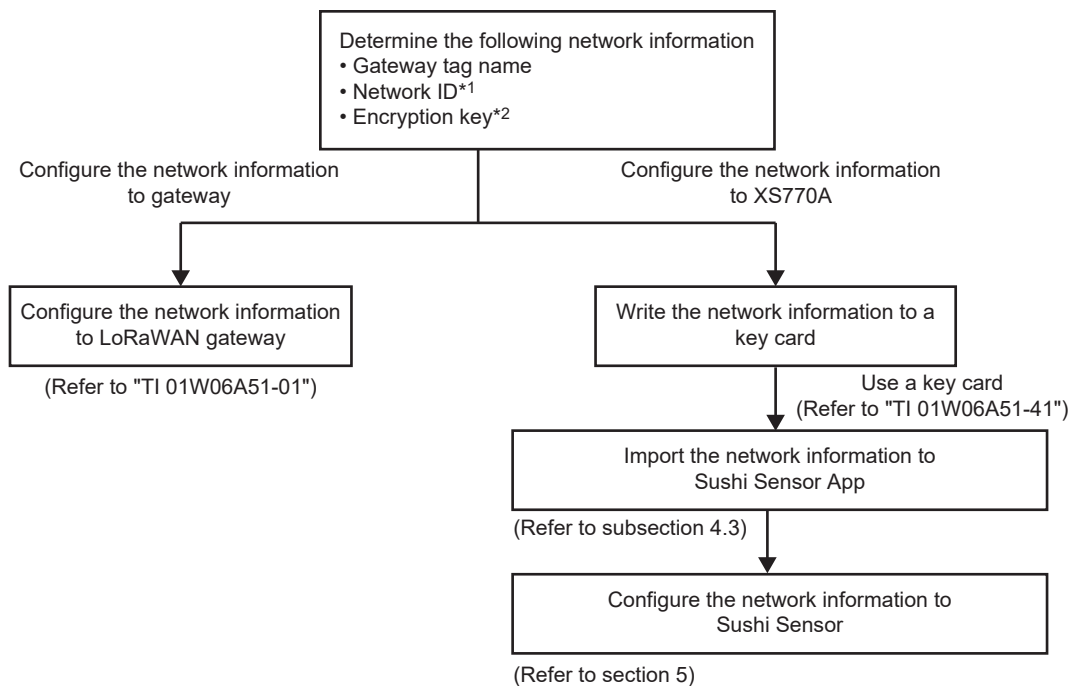 Determine the following network information
• Gateway tag name
• Network ID*1
• Encryption key*2
Configure the network information
to gateway
Configure the network information
to XS770A
Configure the network information
to LoRaWAN gateway
(Refer to "TI 01W06A51-01")
Write the network information to a
key card
Use a key card
(Refer to "TI 01W06A51-41")
Import the network information to
Sushi Sensor App
(Refer to subsection 4.3)
Configure the network information to
Sushi Sensor
(Refer to section 5)